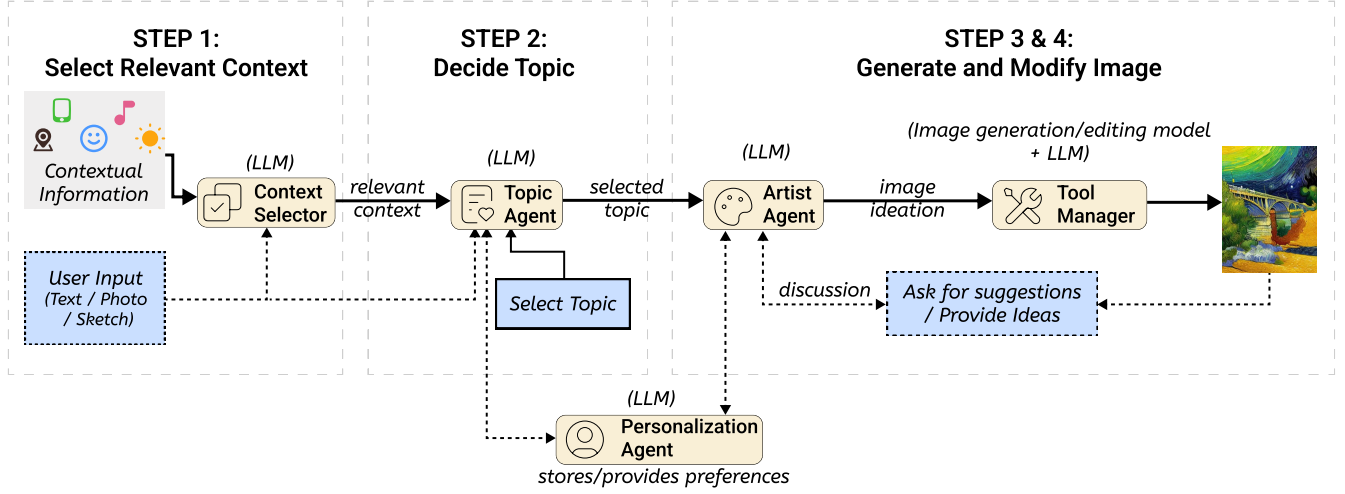 STEP 1:
Select Relevant Context
Contextual
Information
(LLM)
Context
Selector
User Input
(Text / Photo
/ Sketch)
relevant
context
STEP 2:
Decide Topic
(LLM)
Topic
Agent
Select Topic
selected
topic
STEP 3 & 4:
Generate and Modify Image
(LLM)
Artist
Agent
image
ideation
(Image generation/editing model
+ LLM)
Tool
Manager
discussion
Ask for suggestions
/ Provide Ideas
(LLM)
Personalization
Agent
stores/provides preferences